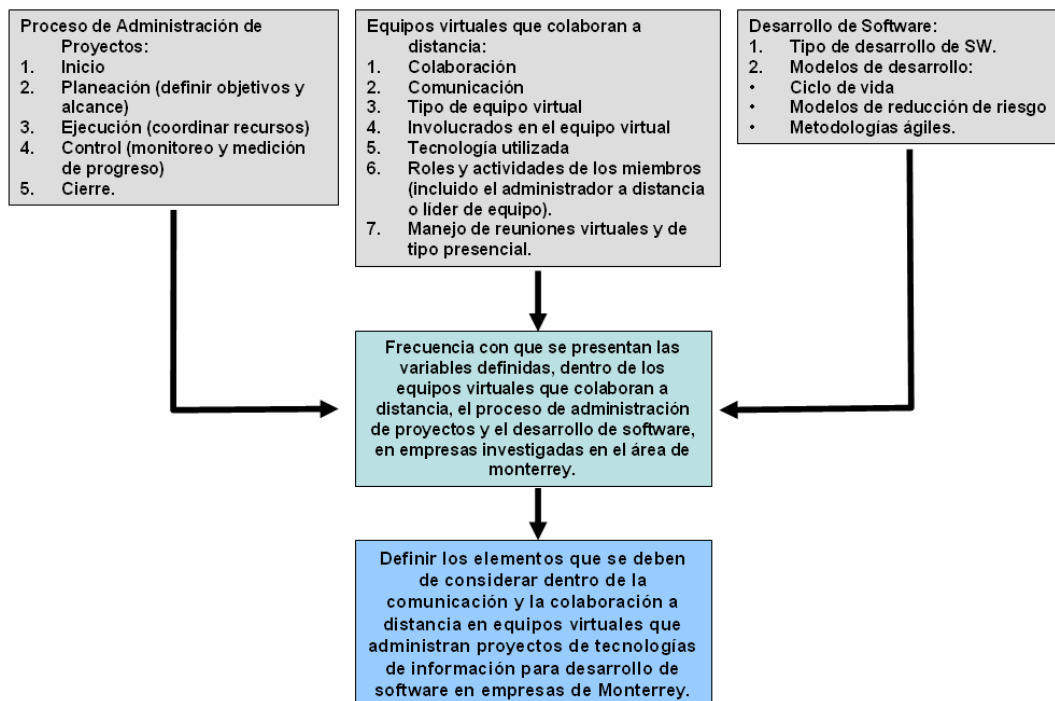 Proceso de Administración de
Proyectos:
1. Inicio
2. Planeación (definir objetivos y
alcance)
3. Ejecución (coordinar recursos)
4. Control (monitoreo y medición
de progreso)
5. Cierre.
Equipos virtuales que colaboran a
distancia:
1. Colaboración
2. Comunicación
3. Tipo de equipo virtual
4. Involucrados en el equipo virtual
5. Tecnología utilizada
6. Roles y actividades de los miembros
(incluido el administrador a distancia
o líder de equipo).
7. Manejo de reuniones virtuales y de
tipo presencial.
Desarrollo de Software:
1. Tipo de desarrollo de SW.
2. Modelos de desarrollo:
• Ciclo de vida
• Modelos de reducción de riesgo
• Metodologías ágiles.
Frecuencia con que se presentan las
variables definidas, dentro de los
equipos virtuales que colaboran a
distancia, el proceso de administración
de proyectos y el desarrollo de software,
en empresas investigadas en el área de
monterrey.
Definir los elementos que se deben
de considerar dentro de la
comunicación y la colaboración a
distancia en equipos virtuales que
administran proyectos de tecnologías
de información para desarrollo de
software en empresas de Monterrey.